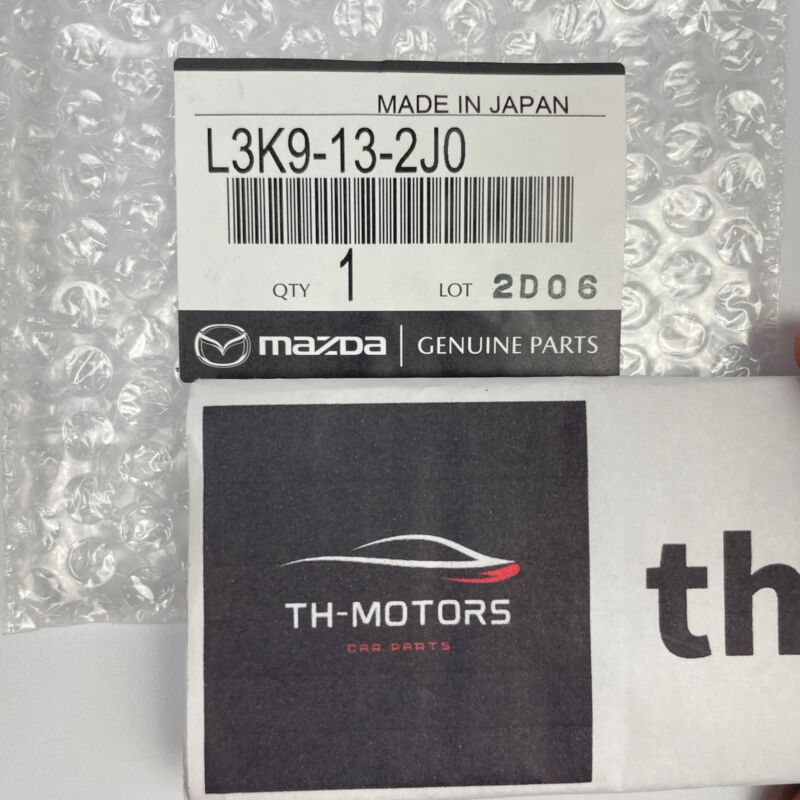 MADE IN JAPAN
L3K9-13-2J0
QTY 1 LOT 2D06
mazda GENUINE PARTS
TH-MOTORS
CAR PARTS
th